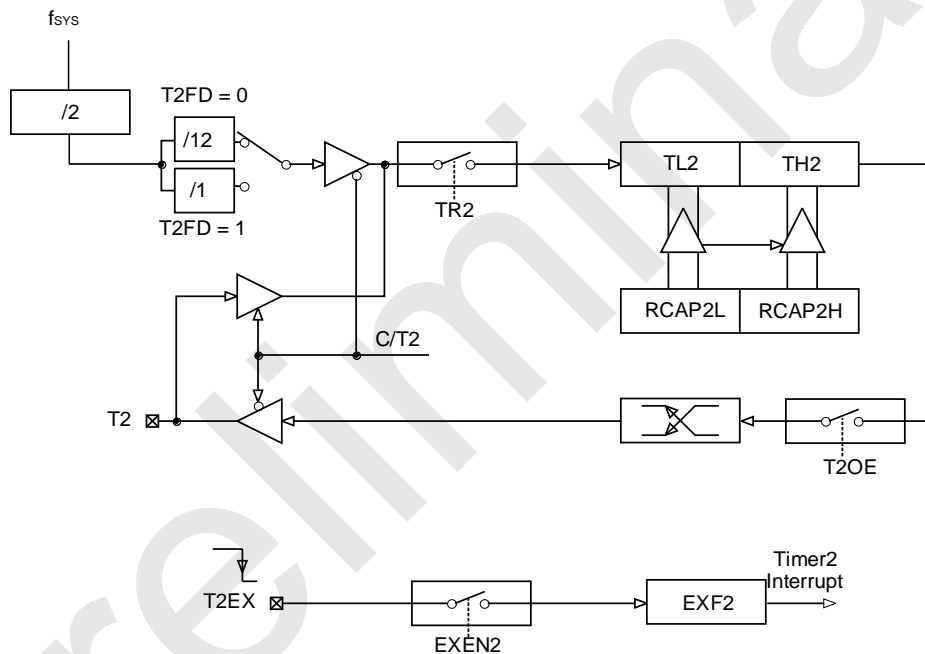 fSYS
/2
T2FD = 0
/12
/1
T2FD = 1
TR2
TL2
TH2
RCAP2L
RCAP2H
C/T2
T2
T2OE
T2EX
EXEN2
EXF2
Timer2
Interrupt
relimina